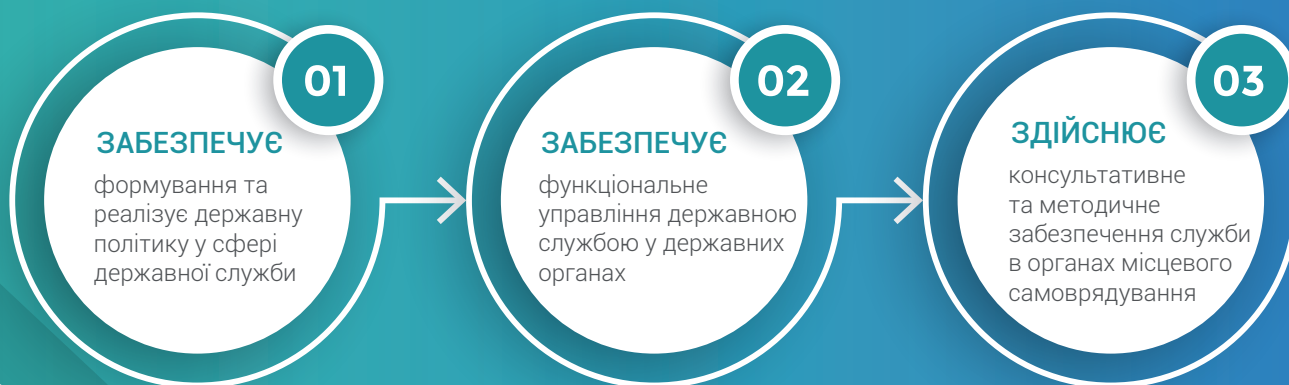 01
ЗАБЕЗПЕЧУЄ
формування та
реалізує державну
політику у сфері
державної служби
02
ЗАБЕЗПЕЧУЄ
функціональне
управління державною
службою у державних
органах
03
ЗДІЙСНЮЄ
консультативне
та методичне
забезпечення служби
в органах місцевого
самоврядування